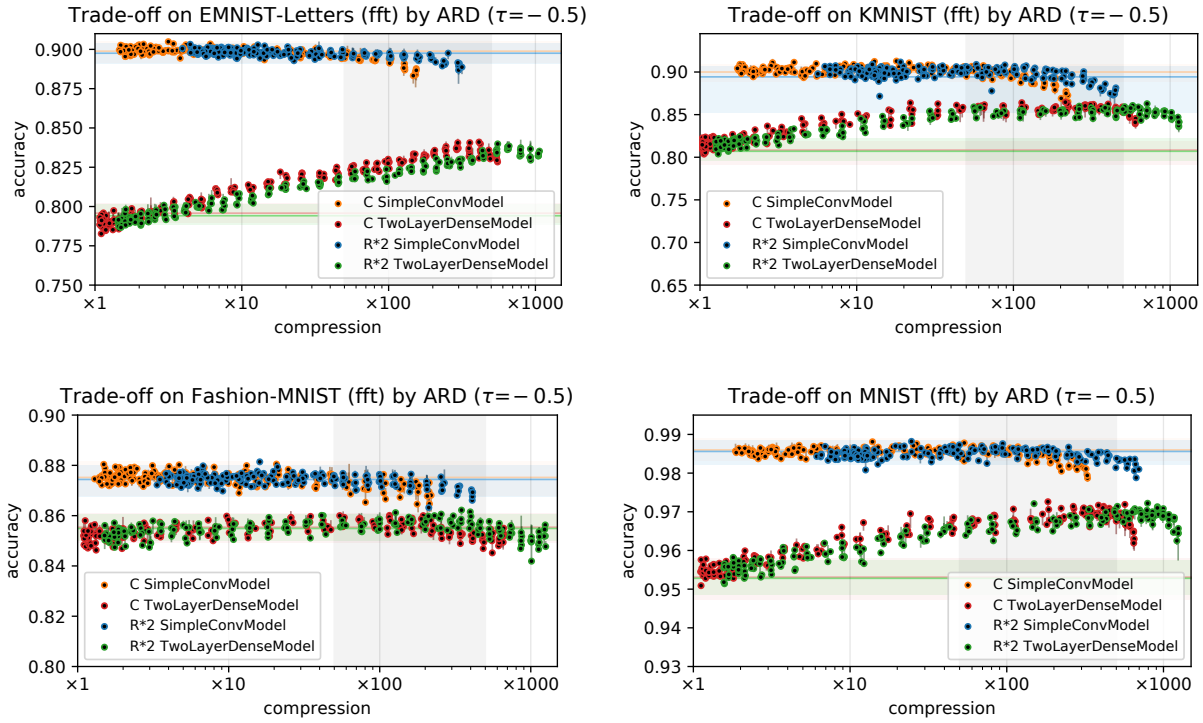 Trade-off on EMNIST-Letters (fft) by ARD (τ=−0.5)
accuracy
0.900
0.875
0.850
0.825
0.800
0.775
0.750
C SimpleConvModel
C TwoLayerDenseModel
R*2 SimpleConvModel
R*2 TwoLayerDenseModel
×1 ×10 ×100 ×1000
compression
Trade-off on KMNIST (fft) by ARD (τ=−0.5)
accuracy
0.90
0.85
0.80
0.75
0.70
0.65
C SimpleConvModel
C TwoLayerDenseModel
R*2 SimpleConvModel
R*2 TwoLayerDenseModel
×1 ×10 ×100 ×1000
compression
Trade-off on Fashion-MNIST (fft) by ARD (τ=−0.5)
accuracy
0.90
0.88
0.86
0.84
0.82
0.80
C SimpleConvModel
C TwoLayerDenseModel
R*2 SimpleConvModel
R*2 TwoLayerDenseModel
×1 ×10 ×100 ×1000
compression
Trade-off on MNIST (fft) by ARD (τ=−0.5)
accuracy
0.99
0.98
0.97
0.96
0.95
0.94
0.93
C SimpleConvModel
C TwoLayerDenseModel
R*2 SimpleConvModel
R*2 TwoLayerDenseModel
×1 ×10 ×100 ×1000
compression